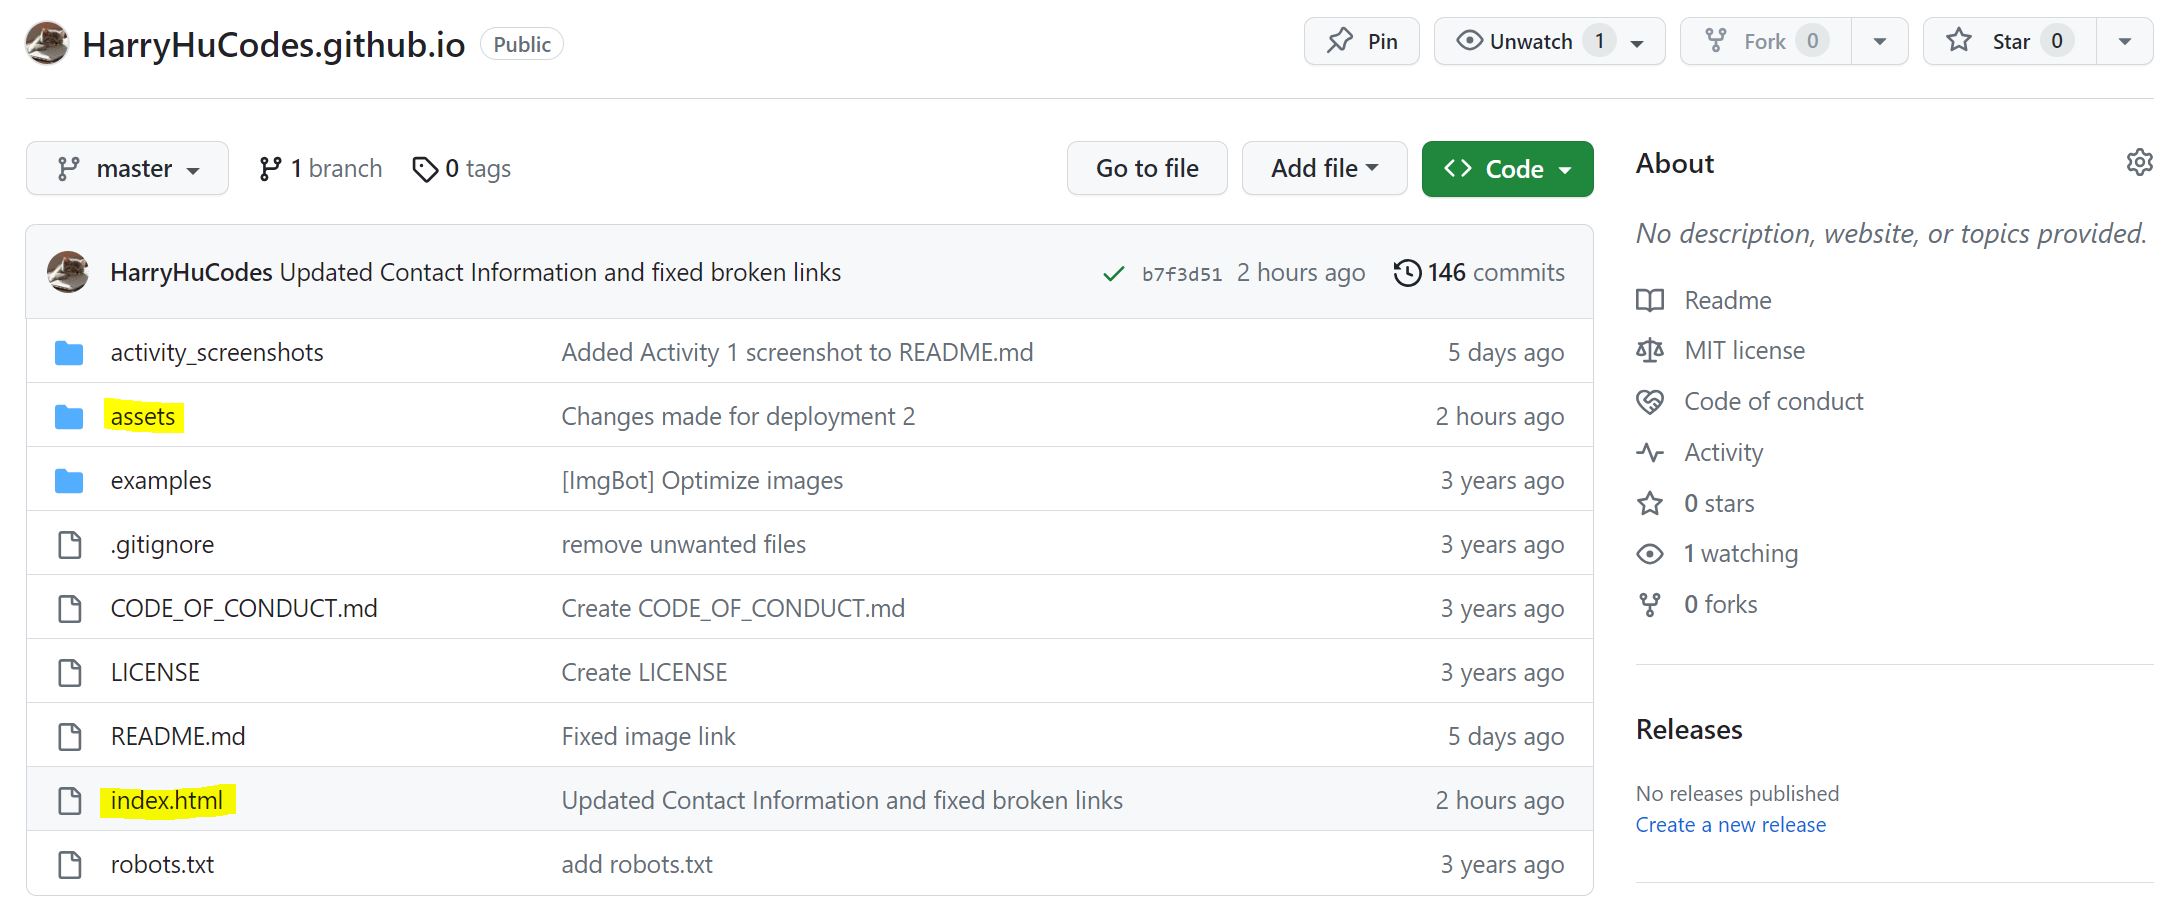 HarryHuCodes.github.io Public Pin Unwatch 1 Fork 0 Star 0
master 1 branch 0 tags Go to file Add file Code
HarryHuCodes Updated Contact Information and fixed broken links b7f3d51 2 hours ago 146 commits
activity_screenshots Added Activity 1 screenshot to README.md 5 days ago
assets Changes made for deployment 2 2 hours ago
examples [ImgBot] Optimize images 3 years ago
.gitignore remove unwanted files 3 years ago
CODE_OF_CONDUCT.md Create CODE_OF_CONDUCT.md 3 years ago
LICENSE Create LICENSE 3 years ago
README.md Fixed image link 5 days ago
index.html Updated Contact Information and fixed broken links 2 hours ago
robots.txt add robots.txt 3 years ago
About
No description, website, or topics provided.
Readme
MIT license
Code of conduct
Activity
0 stars
1 watching
0 forks
Releases
No releases published
Create a new release